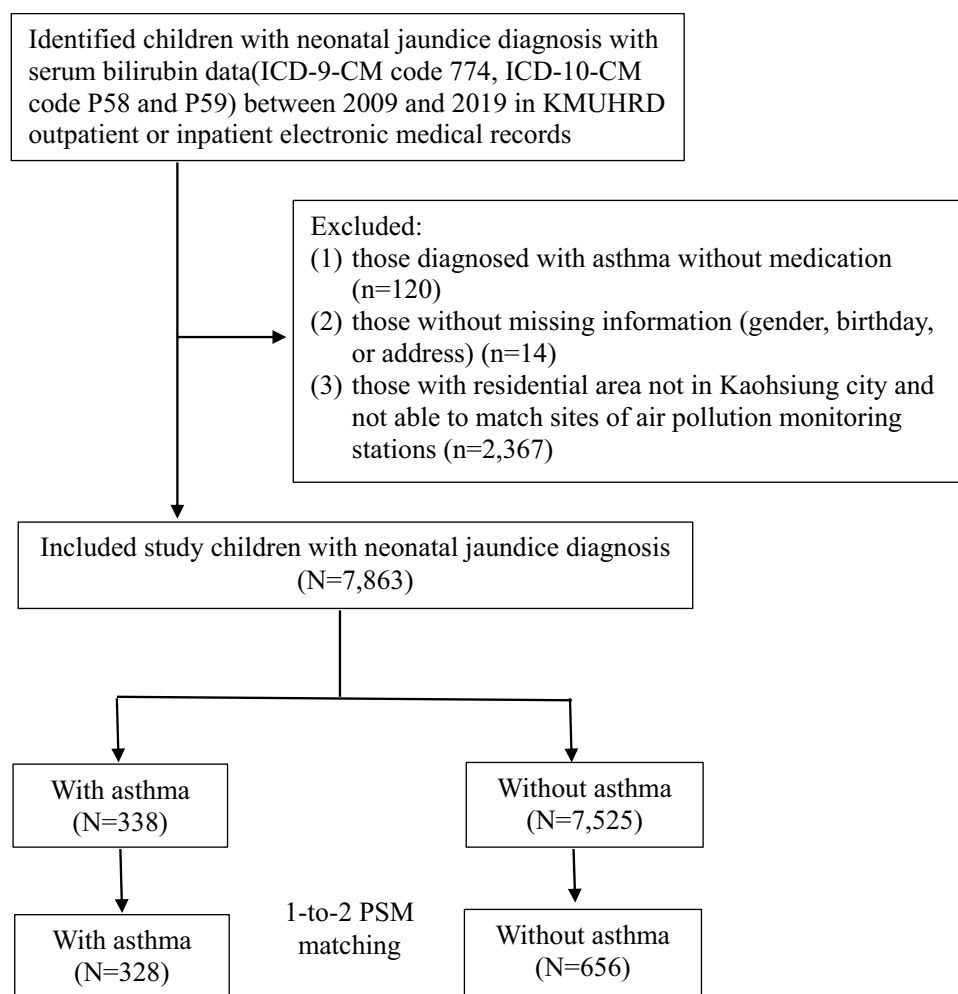 Identified children with neonatal jaundice diagnosis with
serum bilirubin data(ICD-9-CM code 774, ICD-10-CM
code P58 and P59) between 2009 and 2019 in KMUHRD
outpatient or inpatient electronic medical records
Excluded:
(1) those diagnosed with asthma without medication
(n=120)
(2) those without missing information (gender, birthday,
or address) (n=14)
(3) those with residential area not in Kaohsiung city and
not able to match sites of air pollution monitoring
stations (n=2,367)
Included study children with neonatal jaundice diagnosis
(N=7,863)
With asthma
(N=338)
Without asthma
(N=7,525)
1-to-2 PSM
matching
With asthma
(N=328)
Without asthma
(N=656)